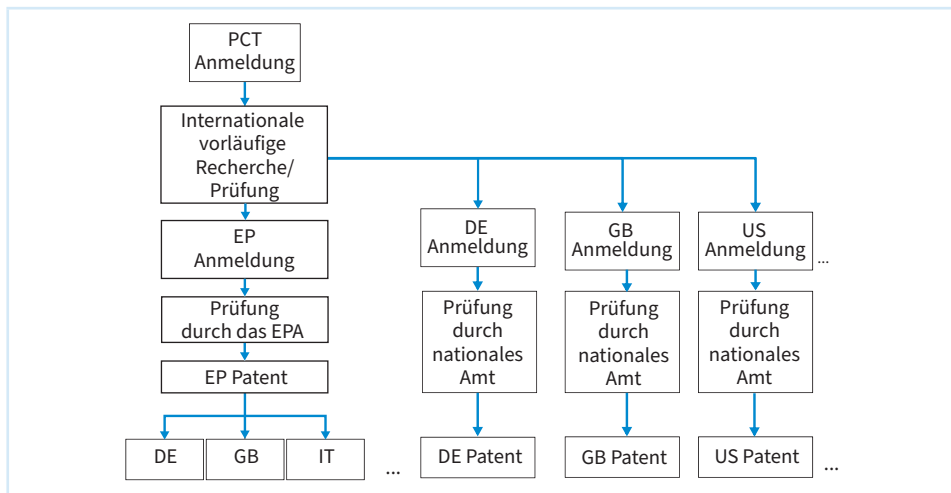 PCT
Anmeldung
Internationale
vorläufige
Recherche/
Prüfung
EP
Anmeldung
Prüfung
durch das EPA
EP Patent
DE
GB
IT
...
DE
Anmeldung
Prüfung
durch
nationales
Amt
DE Patent
GB
Anmeldung
Prüfung
durch
nationales
Amt
GB Patent
US
Anmeldung
...
Prüfung
durch
nationales
Amt
US Patent
...